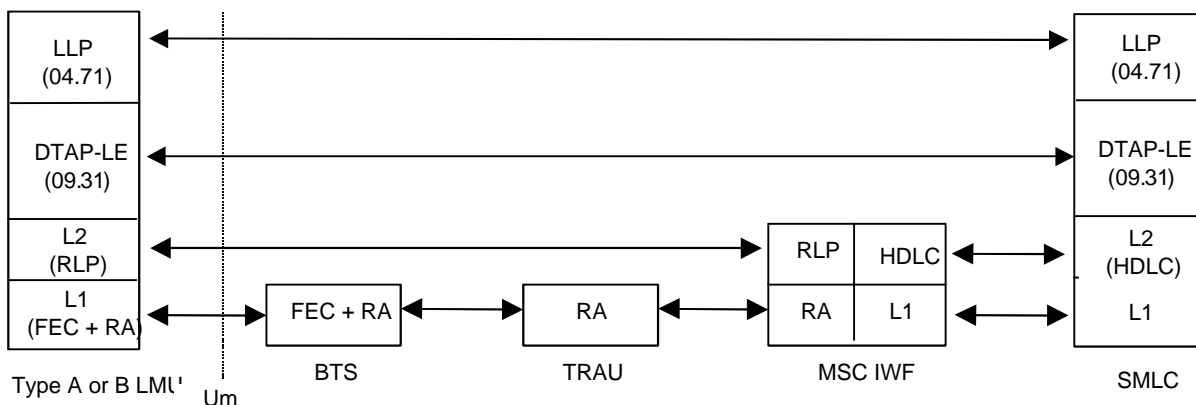 LLP
(04.71)
LLP
(04.71)
DTAP-LE
(09.31)
DTAP-LE
(09.31)
L2
(RLP)
RLP
HDLC
L2
(HDLC)
L1
(FEC + RA)
FEC + RA
RA
RA
L1
L1
Type A or B LMU
Um
BTS
TRAU
MSC IWF
SMLC